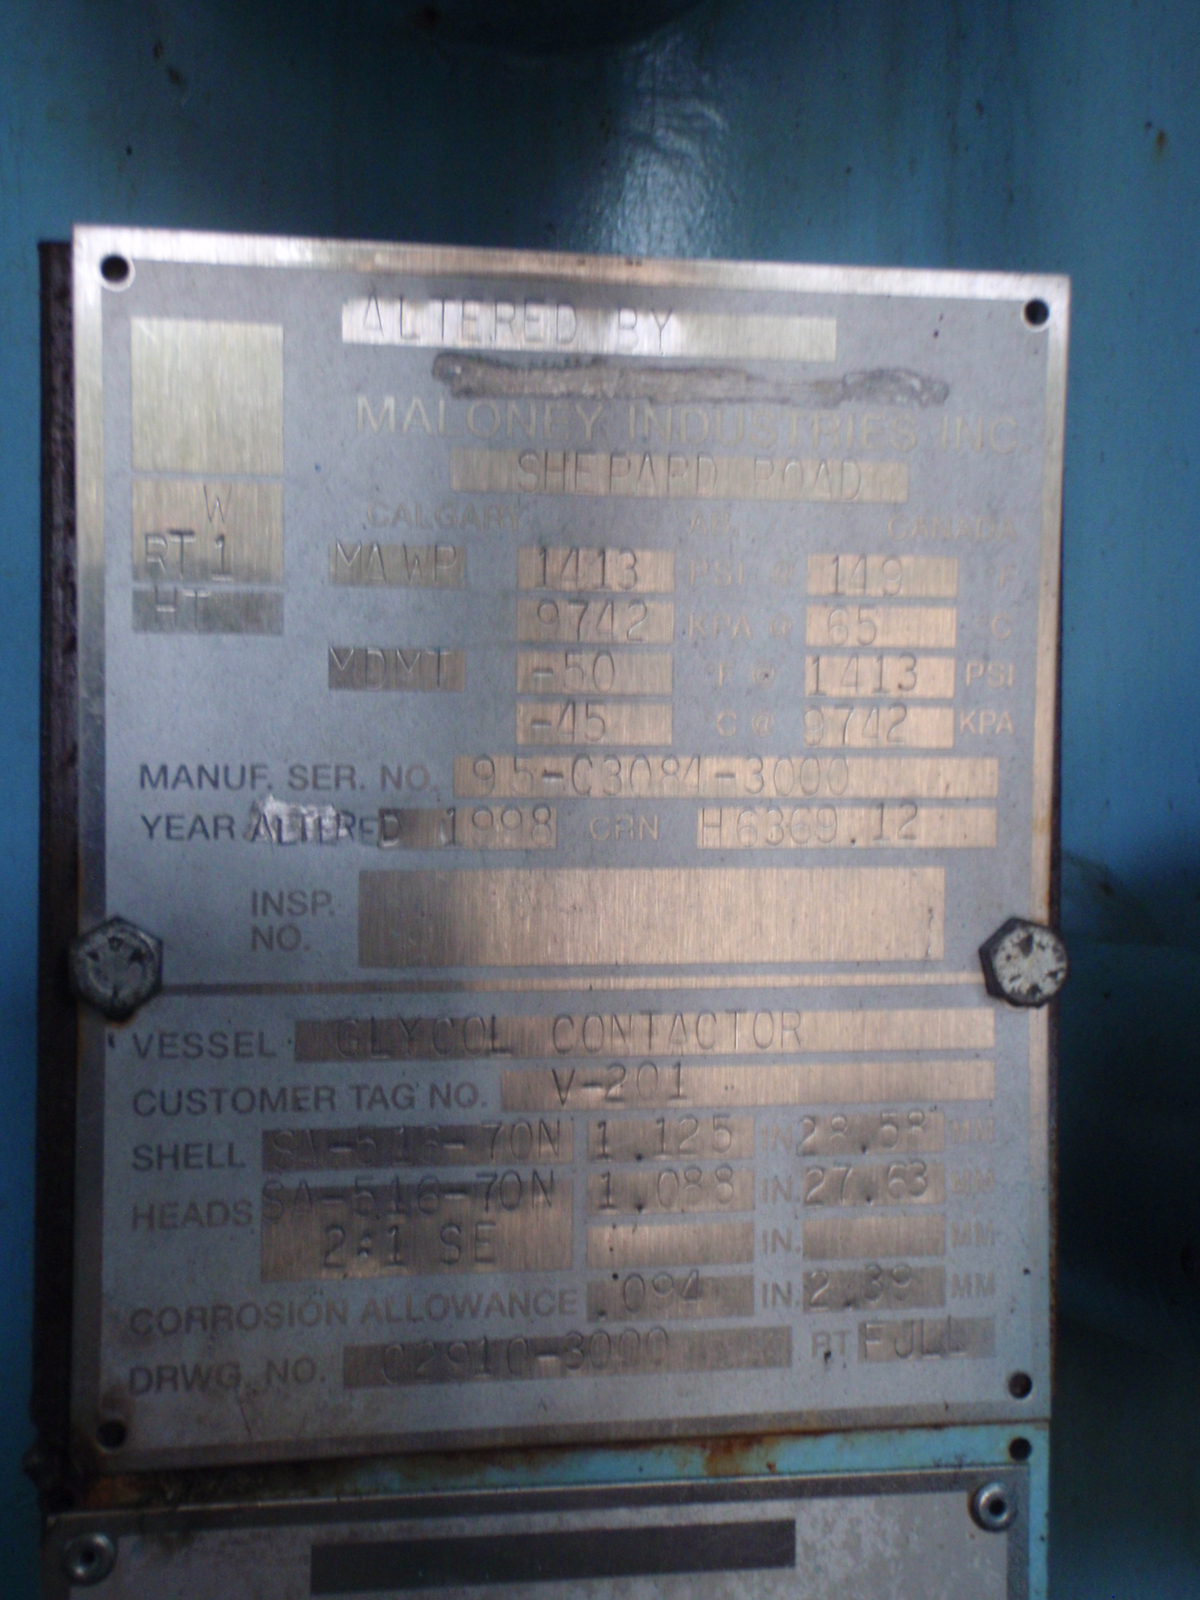 ALTERED BY
MALONEY INDUSTRIES INC.
SHEPARD ROAD
CALGARY CANADA
W
RT 1
HT
MAWP 1413 PSI @ 149 F
9742 KPA @ 65 C
MDMT -50 °F @ 1413 PSI
-45 °C @ 9742 KPA
MANUF. SER. NO. 95-C3084-3000
YEAR ALTERED 1998 CRN H6369.12
INSP.
NO.
VESSEL GLYCOL CONTACTOR
CUSTOMER TAG NO. V-201
SHELL SA-516-70N 1.125 IN. 28.58 MM
HEADS SA-516-70N 1.088 IN. 27.63 MM
2:1 SE IN. MM
CORROSION ALLOWANCE .094 IN. 2.39 MM
DRWG. NO. C2910-3000 RT FULL